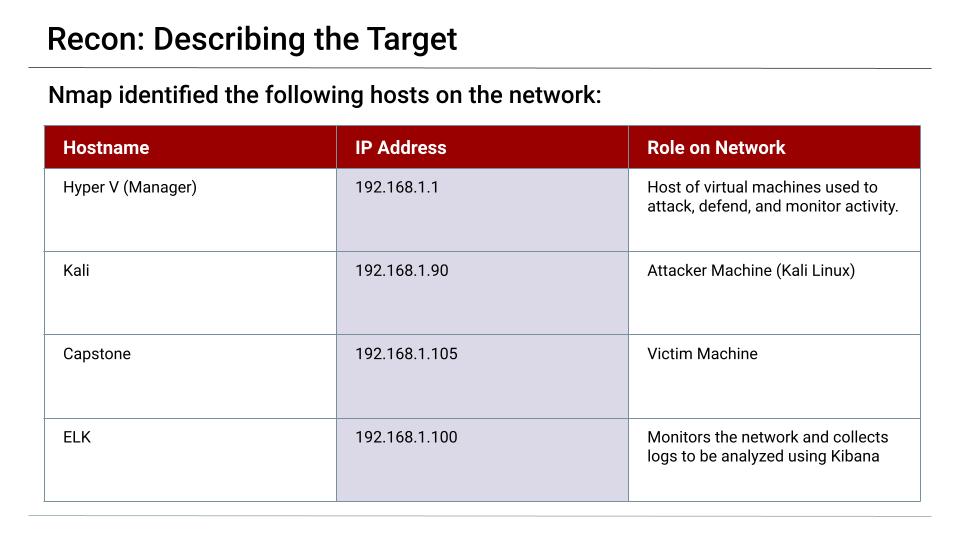 Recon: Describing the Target
Nmap identified the following hosts on the network:
Hostname IP Address Role on Network
Hyper V (Manager) 192.168.1.1 Host of virtual machines used to
attack, defend, and monitor activity.
Kali 192.168.1.90 Attacker Machine (Kali Linux)
Capstone 192.168.1.105 Victim Machine
ELK 192.168.1.100 Monitors the network and collects
logs to be analyzed using Kibana